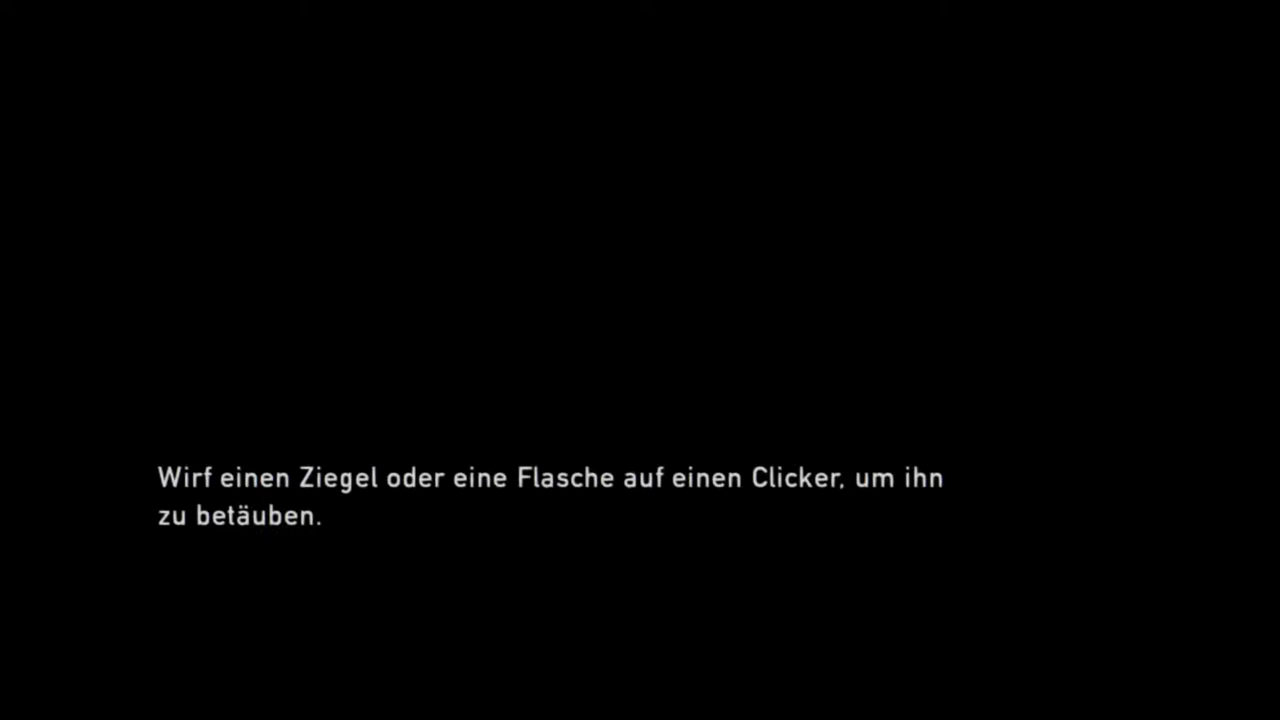 Wirf einen Ziegel oder eine Flasche auf einen Clicker, um ihn
zu betäuben.